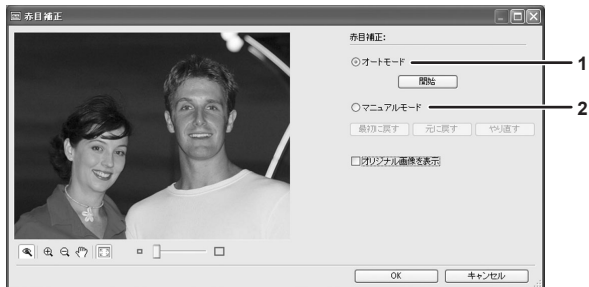 赤目補正
赤目補正:
オートモード
1
開始
マニュアルモード
2
最初に戻す 元に戻す やり直す
オリジナル画像を表示
OK キャンセル